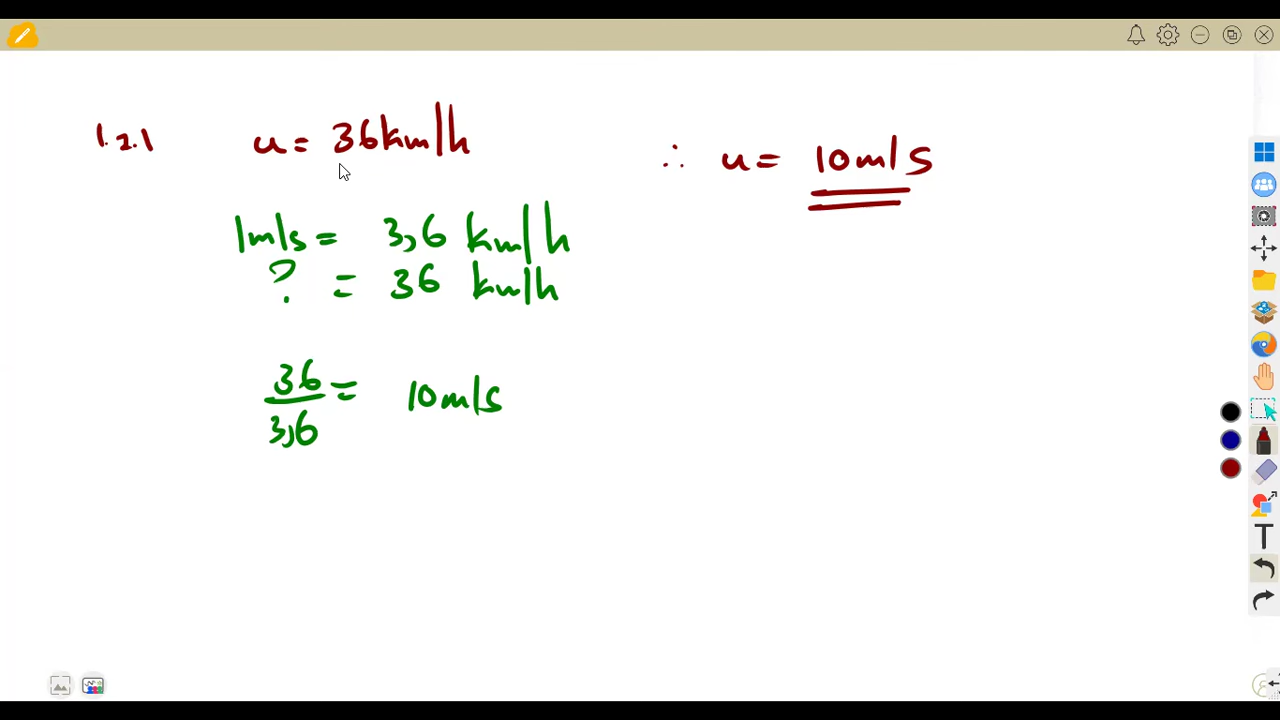 1.2.1 u = 36km/h
∴ u = 10m/s
1m/s = 3,6 km/h
? = 36 km/h
36/3,6 = 10m/s
T